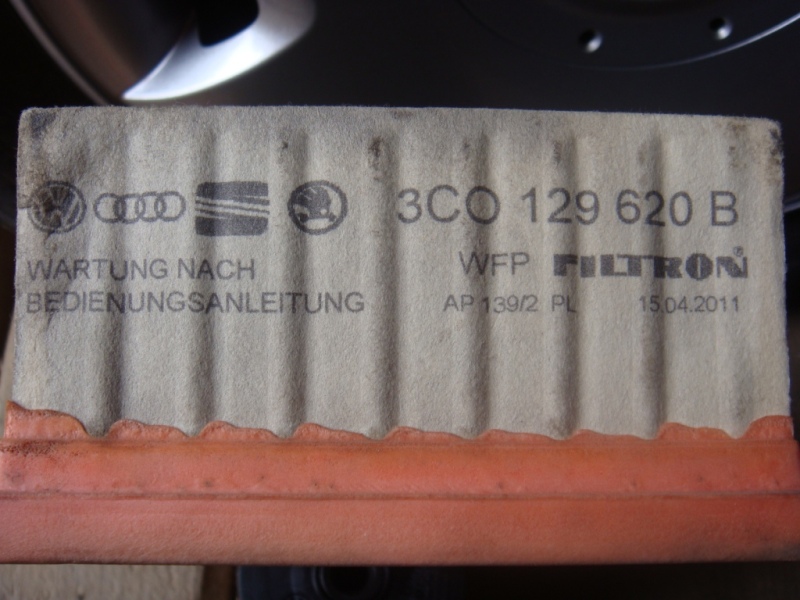 3CO 129 620 B
WARTUNG NACH
BEDIENUNGSANLEITUNG
WFP FILTRON®
AP 139/2 PL 15.04.2011